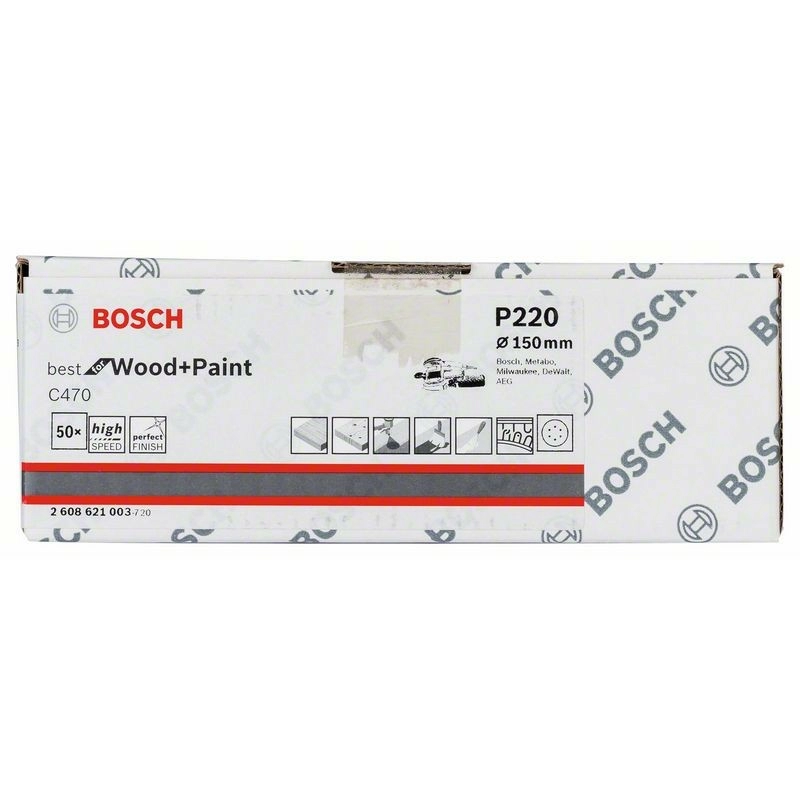 BOSCH
best for Wood+Paint
C470
50×
high
SPEED
perfect
FINISH
2 608 621 003-720
P220
Ø 150 mm
Bosch, Metabo,
Milwaukee, DeWalt,
AEG
BOSCH
BOSCH
BOSCH
BOSCH